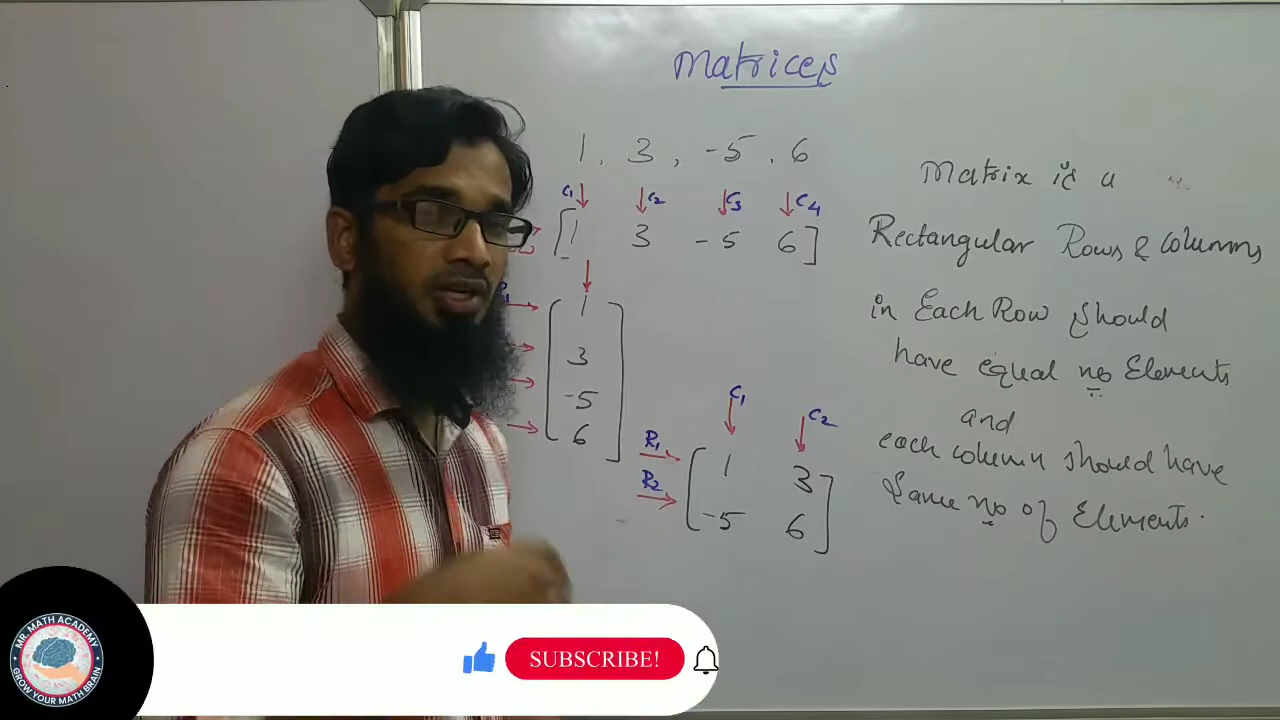 Matrices
1, 3, -5, 6
C1 C2 C3 C4
1 3 -5 6
R1
1
3
-5
6
C1 C2
R1 1 3
R2 -5 6
Matrix is a
Rectangular Rows & columns
in Each Row should
have equal no Elements
and
each column should have
Same no of Elements.
MR. MATH ACADEMY
GROW YOUR MATH BRAIN
SUBSCRIBE!